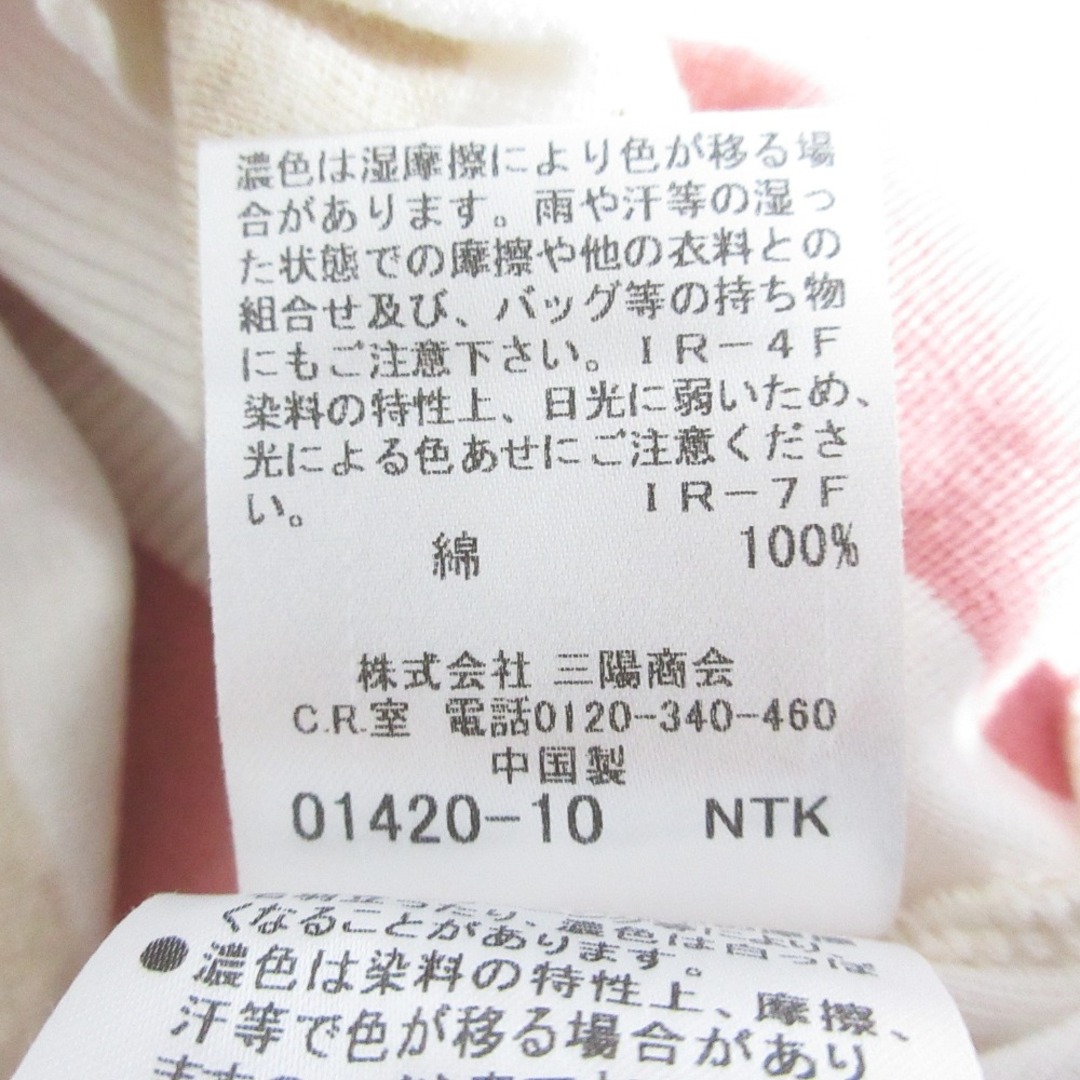 濃色は湿摩擦により色が移る場
合があります。雨や汗等の湿っ
た状態での摩擦や他の衣料との
組合せ及び、バッグ等の持ち物
にもご注意下さい。IR-4F
染料の特性上、日光に弱いため、
光による色あせにご注意くださ
い。 IR-7F
綿 100%
株式会社 三陽商会
C.R.室 電話0120-340-460
中国製
01420-10 NTK
くなることがあります。
●濃色は染料の特性上、摩擦、
汗等で色が移る場合があり